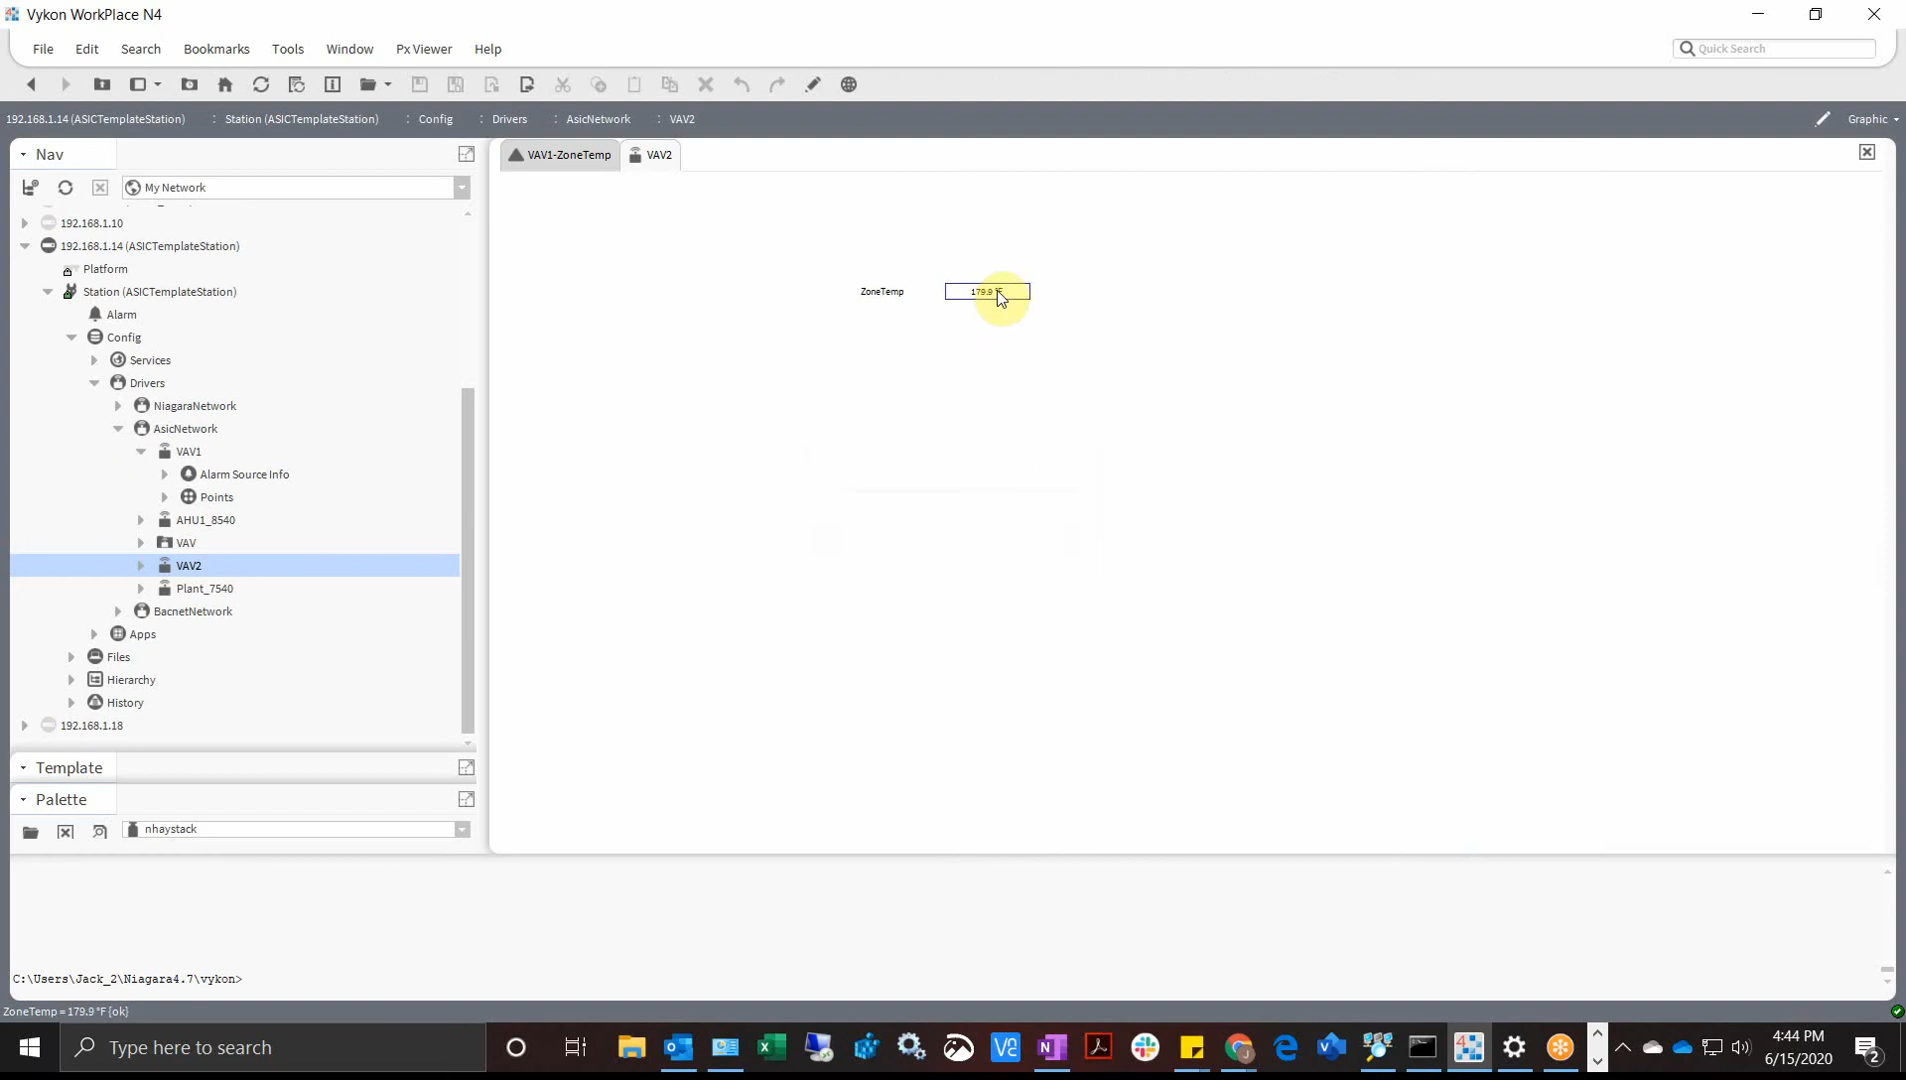 Vykon WorkPlace N4
File Edit Search Bookmarks Tools Window Px Viewer Help
Quick Search
192.168.1.14 (ASICTemplateStation) : Station (ASICTemplateStation) : Config : Drivers : AsicNetwork : VAV2
Graphic
Nav
My Network
192.168.1.10
192.168.1.14 (ASICTemplateStation)
Platform
Station (ASICTemplateStation)
Alarm
Config
Services
Drivers
NiagaraNetwork
AsicNetwork
VAV1
Alarm Source Info
Points
AHU1_8540
VAV
VAV2
Plant_7540
BacnetNetwork
Apps
Files
Hierarchy
History
192.168.1.18
Template
Palette
nhaystack
VAV1-ZoneTemp VAV2
ZoneTemp 179.9 °F
C:\Users\Jack_2\Niagara4.7\vykon>
ZoneTemp = 179.9 °F {ok}
Type here to search
4:44 PM
6/15/2020
2